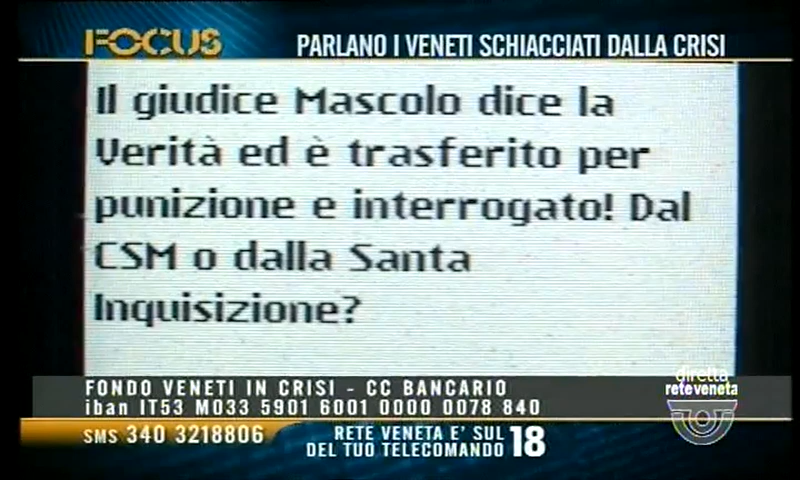 FOCUS
PARLANO I VENETI SCHIACCIATI DALLA CRISI
Il giudice Mascolo dice la
Verità ed è trasferito per
punizione e interrogato! Dal
CSM o dalla Santa
Inquisizione?
FONDO VENETI IN CRISI - CC BANCARIO
iban IT53 M033 5901 6001 0000 0078 840
diretta
reteveneta
SMS 340 3218806
RETE VENETA E' SUL
DEL TUO TELECOMANDO 18